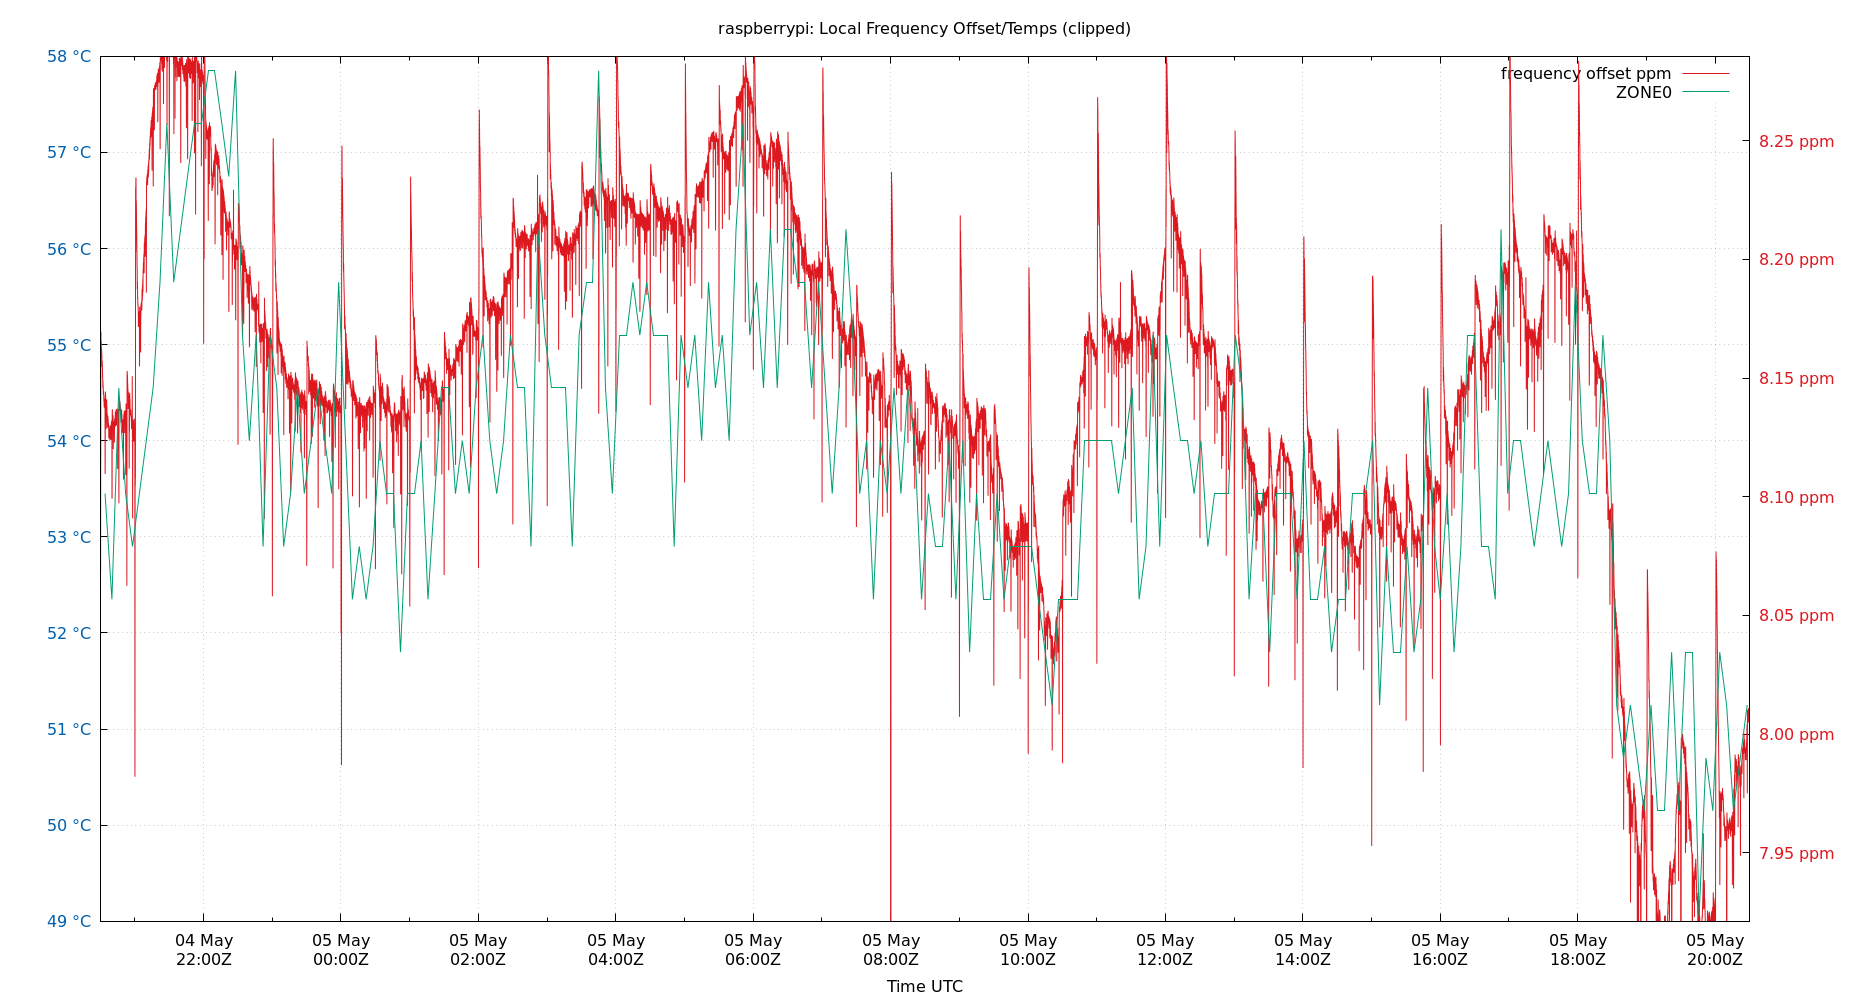 raspberrypi: Local Frequency Offset/Temps (clipped)
58 °C
57 °C
56 °C
55 °C
54 °C
53 °C
52 °C
51 °C
50 °C
49 °C
frequency offset ppm
ZONE0
8.25 ppm
8.20 ppm
8.15 ppm
8.10 ppm
8.05 ppm
8.00 ppm
7.95 ppm
04 May 05 May 05 May 05 May 05 May 05 May 05 May 05 May 05 May 05 May 05 May 05 May
22:00Z 00:00Z 02:00Z 04:00Z 06:00Z 08:00Z 10:00Z 12:00Z 14:00Z 16:00Z 18:00Z 20:00Z
Time UTC